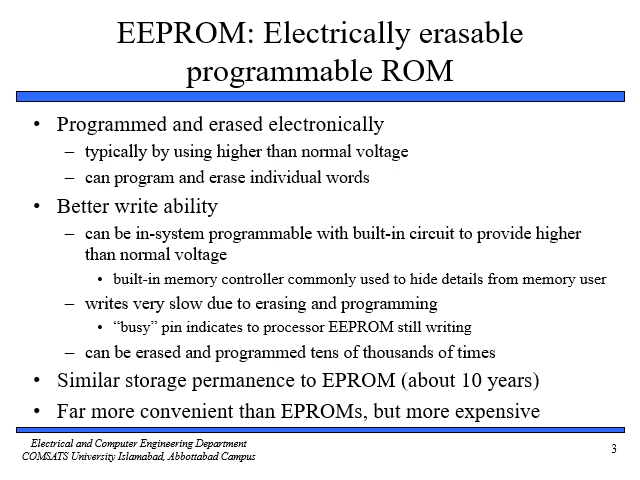 EEPROM: Electrically erasable
programmable ROM
• Programmed and erased electronically
– typically by using higher than normal voltage
– can program and erase individual words
• Better write ability
– can be in-system programmable with built-in circuit to provide higher
than normal voltage
• built-in memory controller commonly used to hide details from memory user
– writes very slow due to erasing and programming
• “busy” pin indicates to processor EEPROM still writing
– can be erased and programmed tens of thousands of times
• Similar storage permanence to EPROM (about 10 years)
• Far more convenient than EPROMs, but more expensive
Electrical and Computer Engineering Department
COMSATS University Islamabad, Abbottabad Campus
3